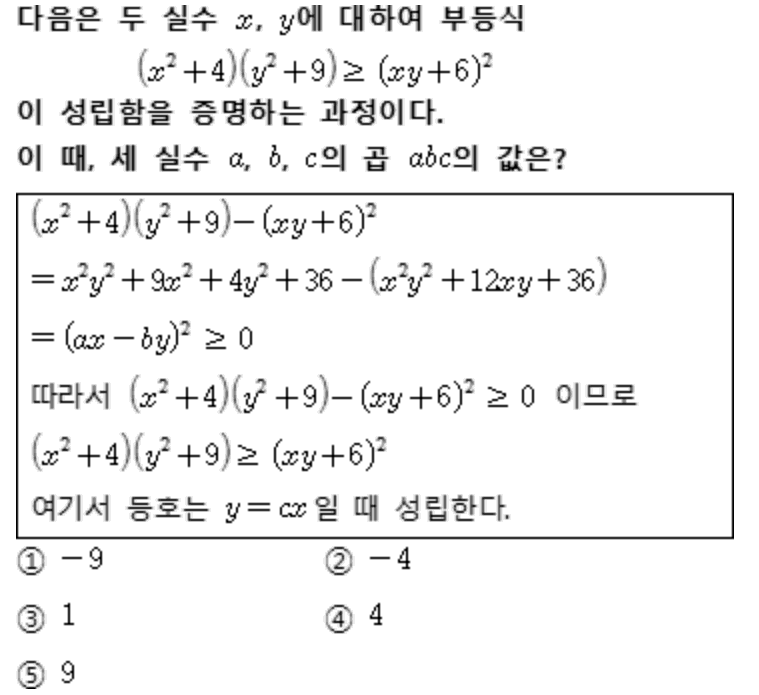 다음은 두 실수 x, y에 대하여 부등식
(x²+4)(y²+9)≥ (xy+6)²
이 성립함을 증명하는 과정이다.
이 때, 세 실수 a, b, c의 곱 abc의 값은?
(x²+4)(y²+9)−(xy+6)²
=x²y²+9x²+4y²+36−(x²y²+12xy+36)
=(ax−by)² ≥ 0
따라서 (x²+4)(y²+9)−(xy+6)² ≥ 0 이므로
(x²+4)(y²+9)≥ (xy+6)²
여기서 등호는 y=cx일 때 성립한다.
① −9 ② −4
③ 1 ④ 4
⑤ 9